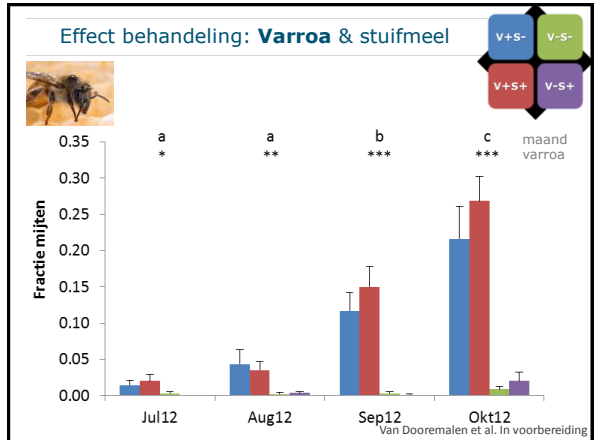 Effect behandeling: Varroa & stuifmeel
V+S-
V-S-
V+S+
V-S+
a a b c maand
* ** *** *** varroa
Fractie mijten
0.35
0.30
0.25
0.20
0.15
0.10
0.05
0.00
Jul12 Aug12 Sep12 Okt12
Van Dooremalen et al. In voorbereiding